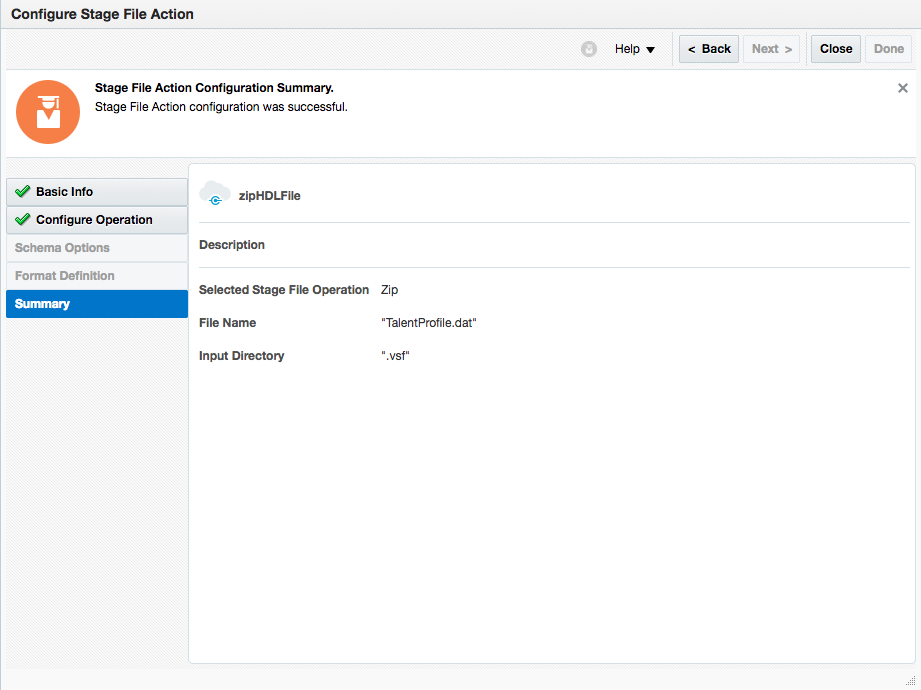 Configure Stage File Action
Help
< Back
Next >
Close
Done
Stage File Action Configuration Summary.
Stage File Action configuration was successful.
Basic Info
Configure Operation
Schema Options
Format Definition
Summary
zipHDLFile
Description
Selected Stage File Operation Zip
File Name "TalentProfile.dat"
Input Directory ".vsf"